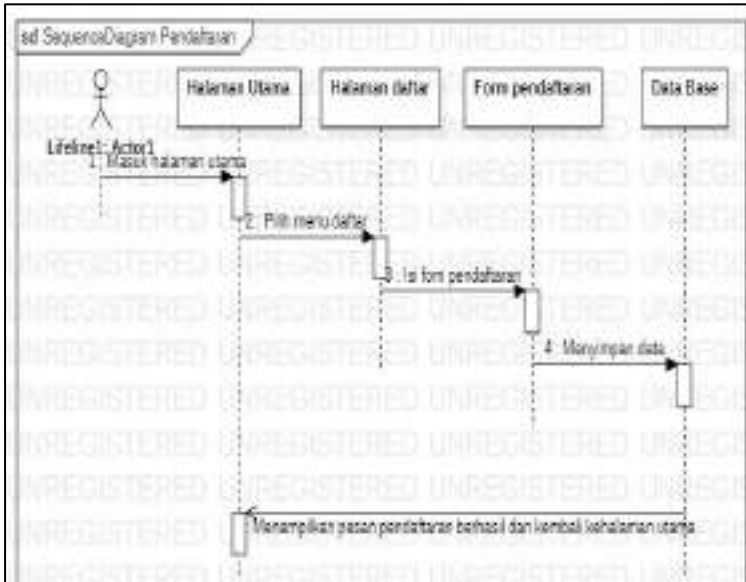 sd SequenceDiagram Pendaftaran
Halaman Utama
Halaman daftar
Form pendaftaran
Data Base
Lifeline1: Actor1
1 : Masuk halaman utama
2 : Pilih menu daftar
3 : Isi form pendaftaran
4 : Menyimpan data
Menampilkan pesan pendaftaran berhasil dan kembali kehalaman utama
UNREGISTERED